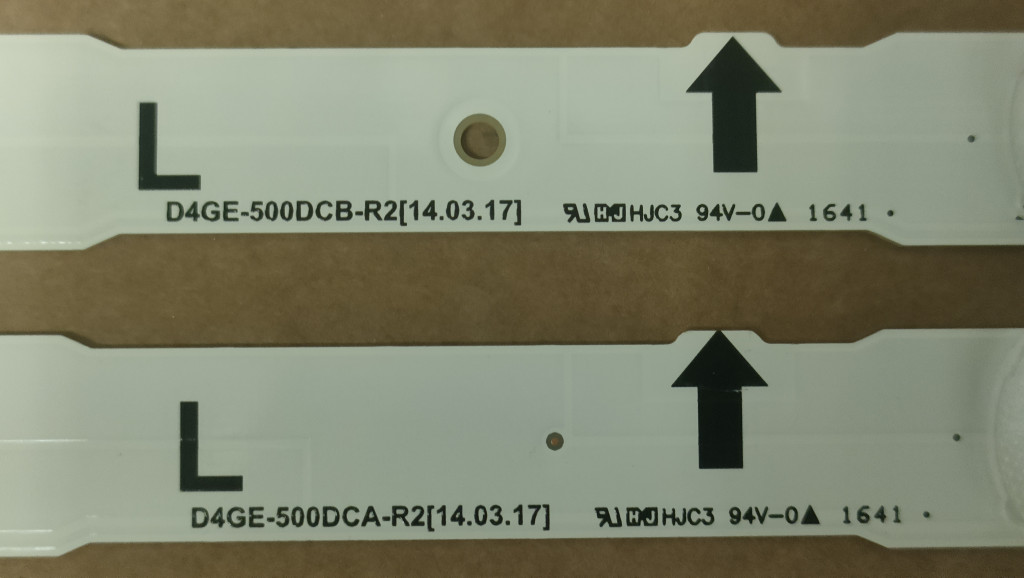 L
D4GE-500DCB-R2[14.03.17] HJC3 94V-0 1641
L
D4GE-500DCA-R2[14.03.17] HJC3 94V-0 1641